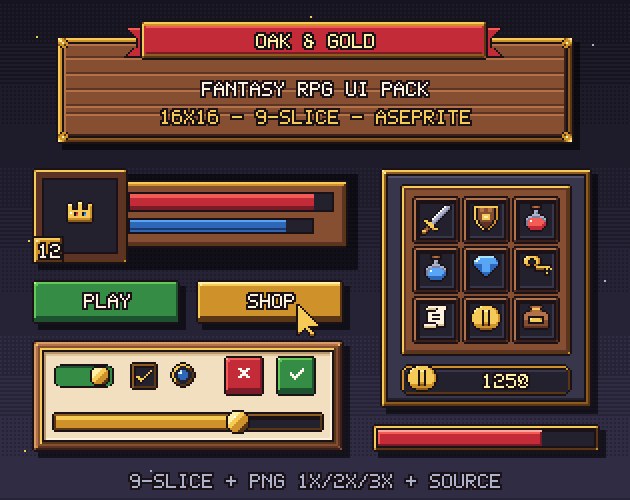 OAK & GOLD
FANTASY RPG UI PACK
16X16 - 9-SLICE - ASEPRITE
12
PLAY
SHOP
1250
9-SLICE + PNG 1X/2X/3X + SOURCE